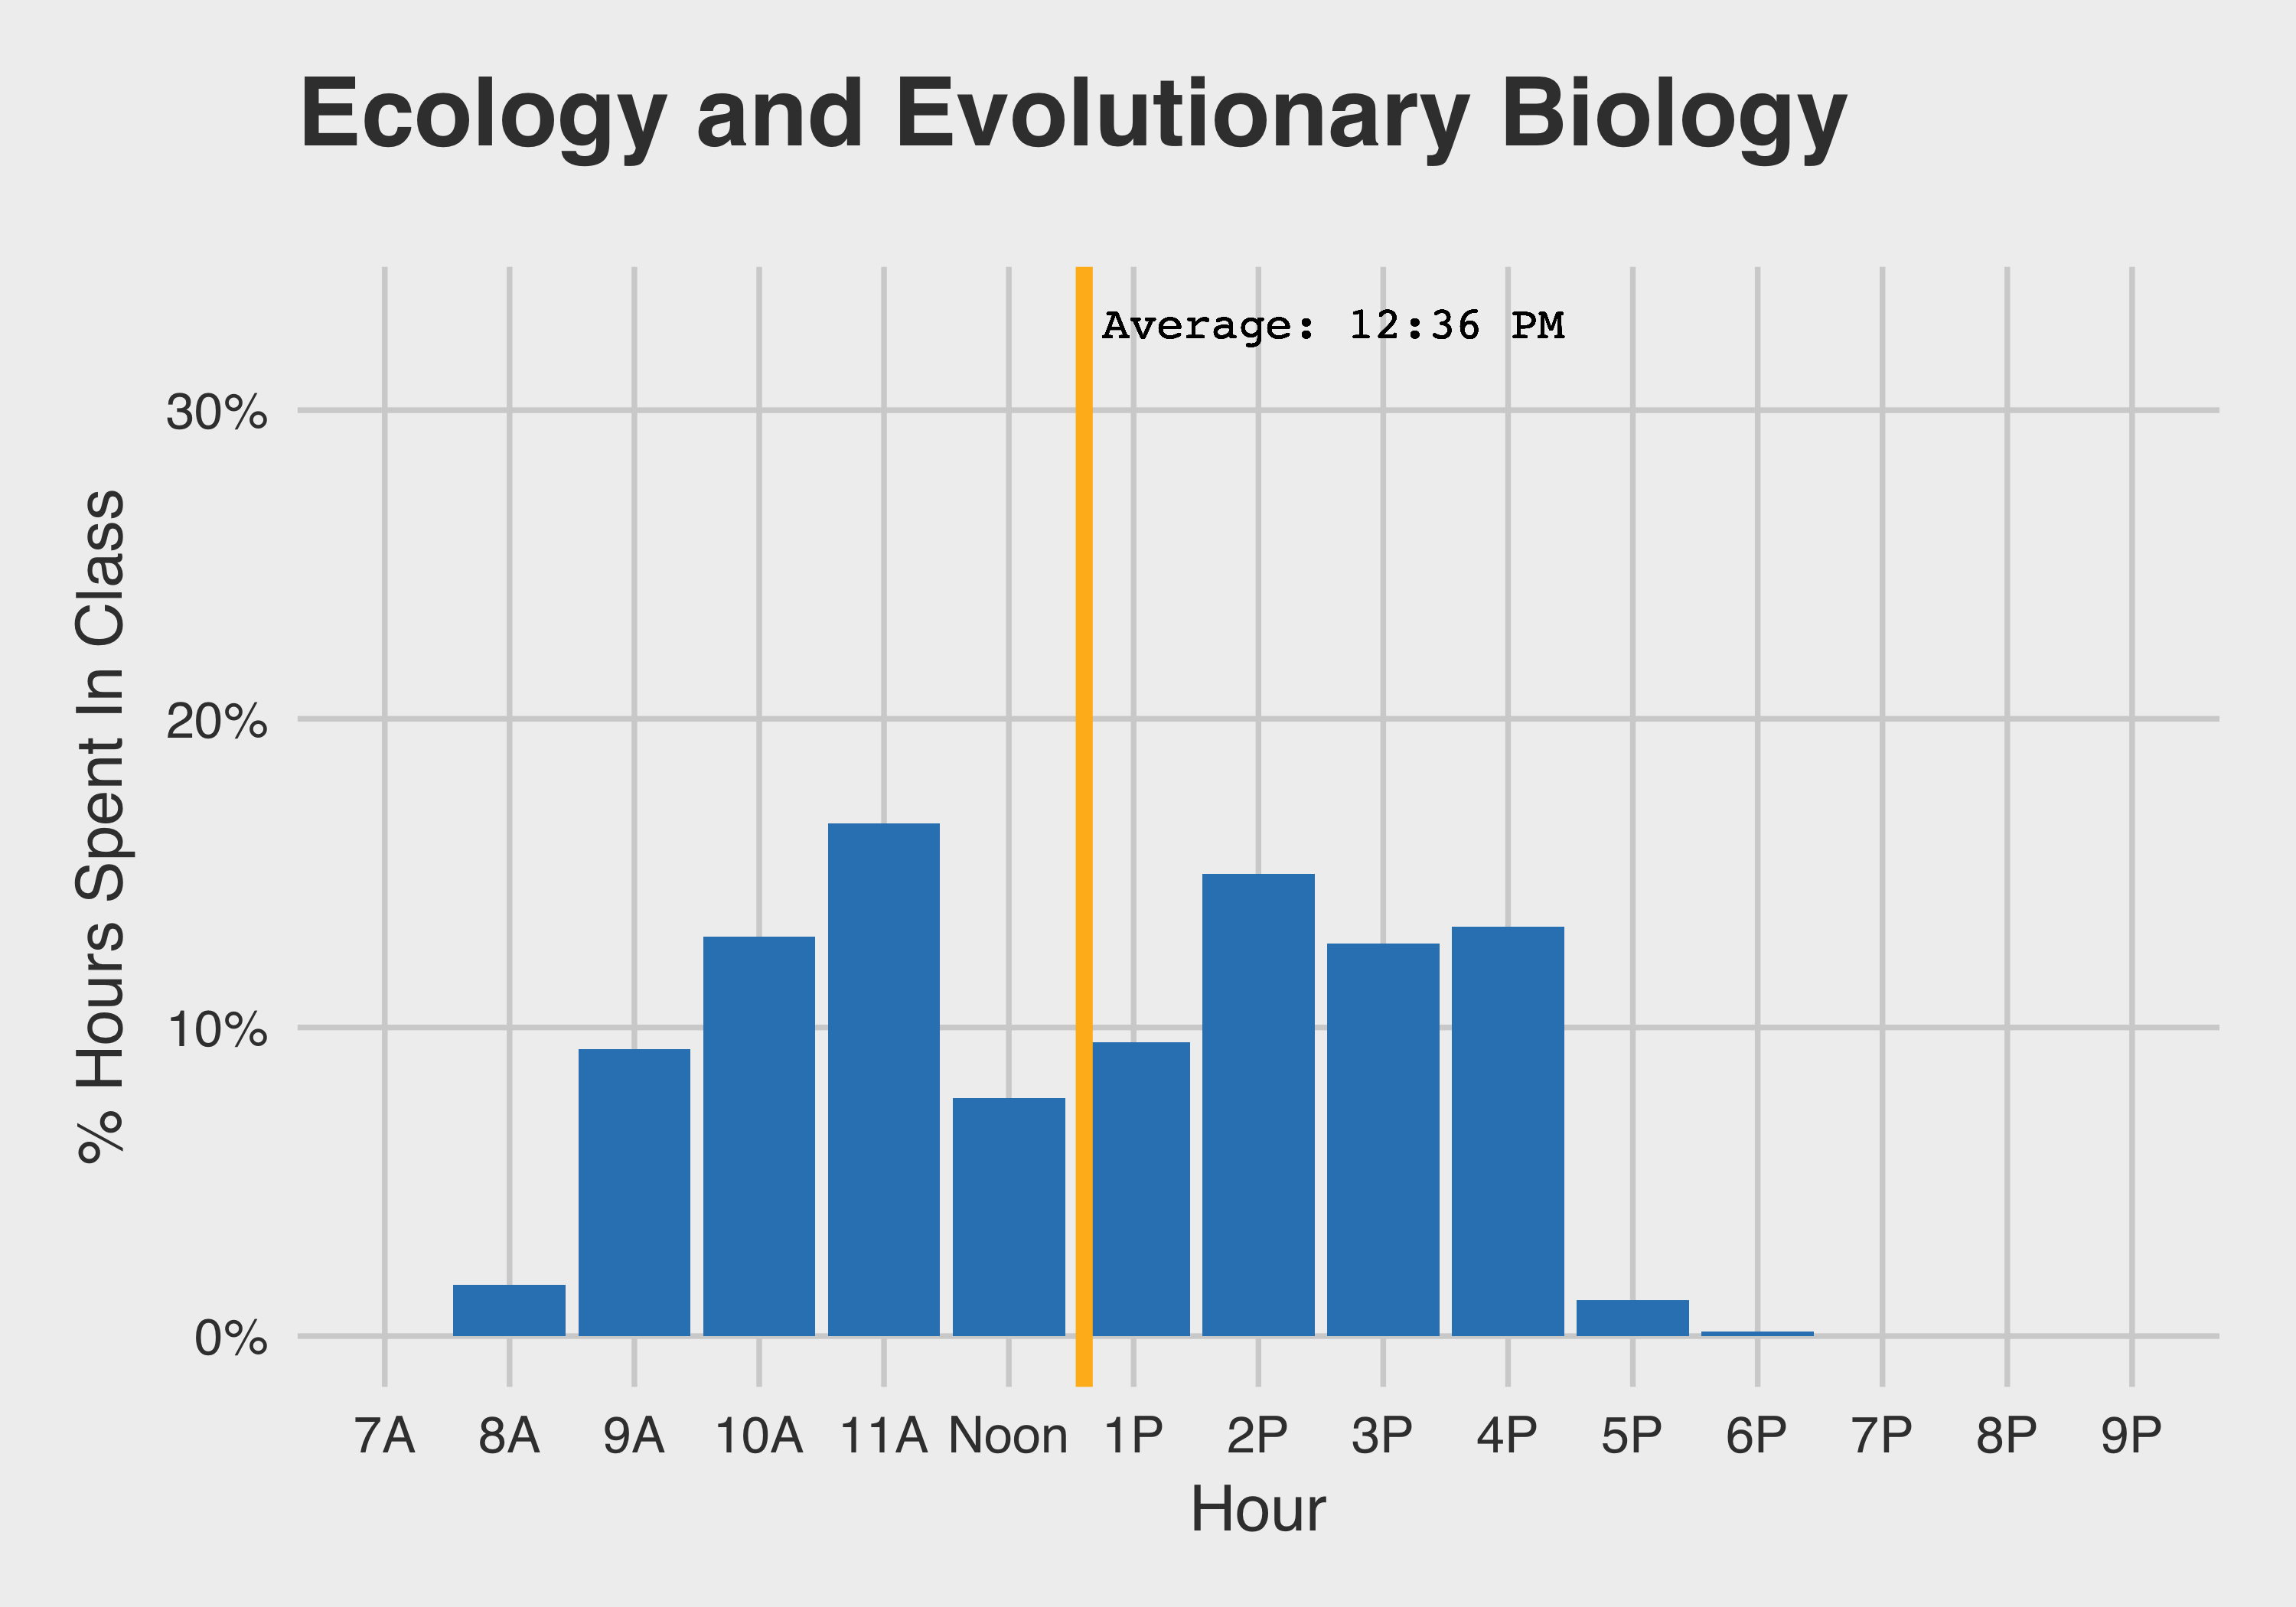 Ecology and Evolutionary Biology
Average: 12:36 PM
30%
20%
10%
0%
% Hours Spent In Class
7A 8A 9A 10A 11A Noon 1P 2P 3P 4P 5P 6P 7P 8P 9P
Hour